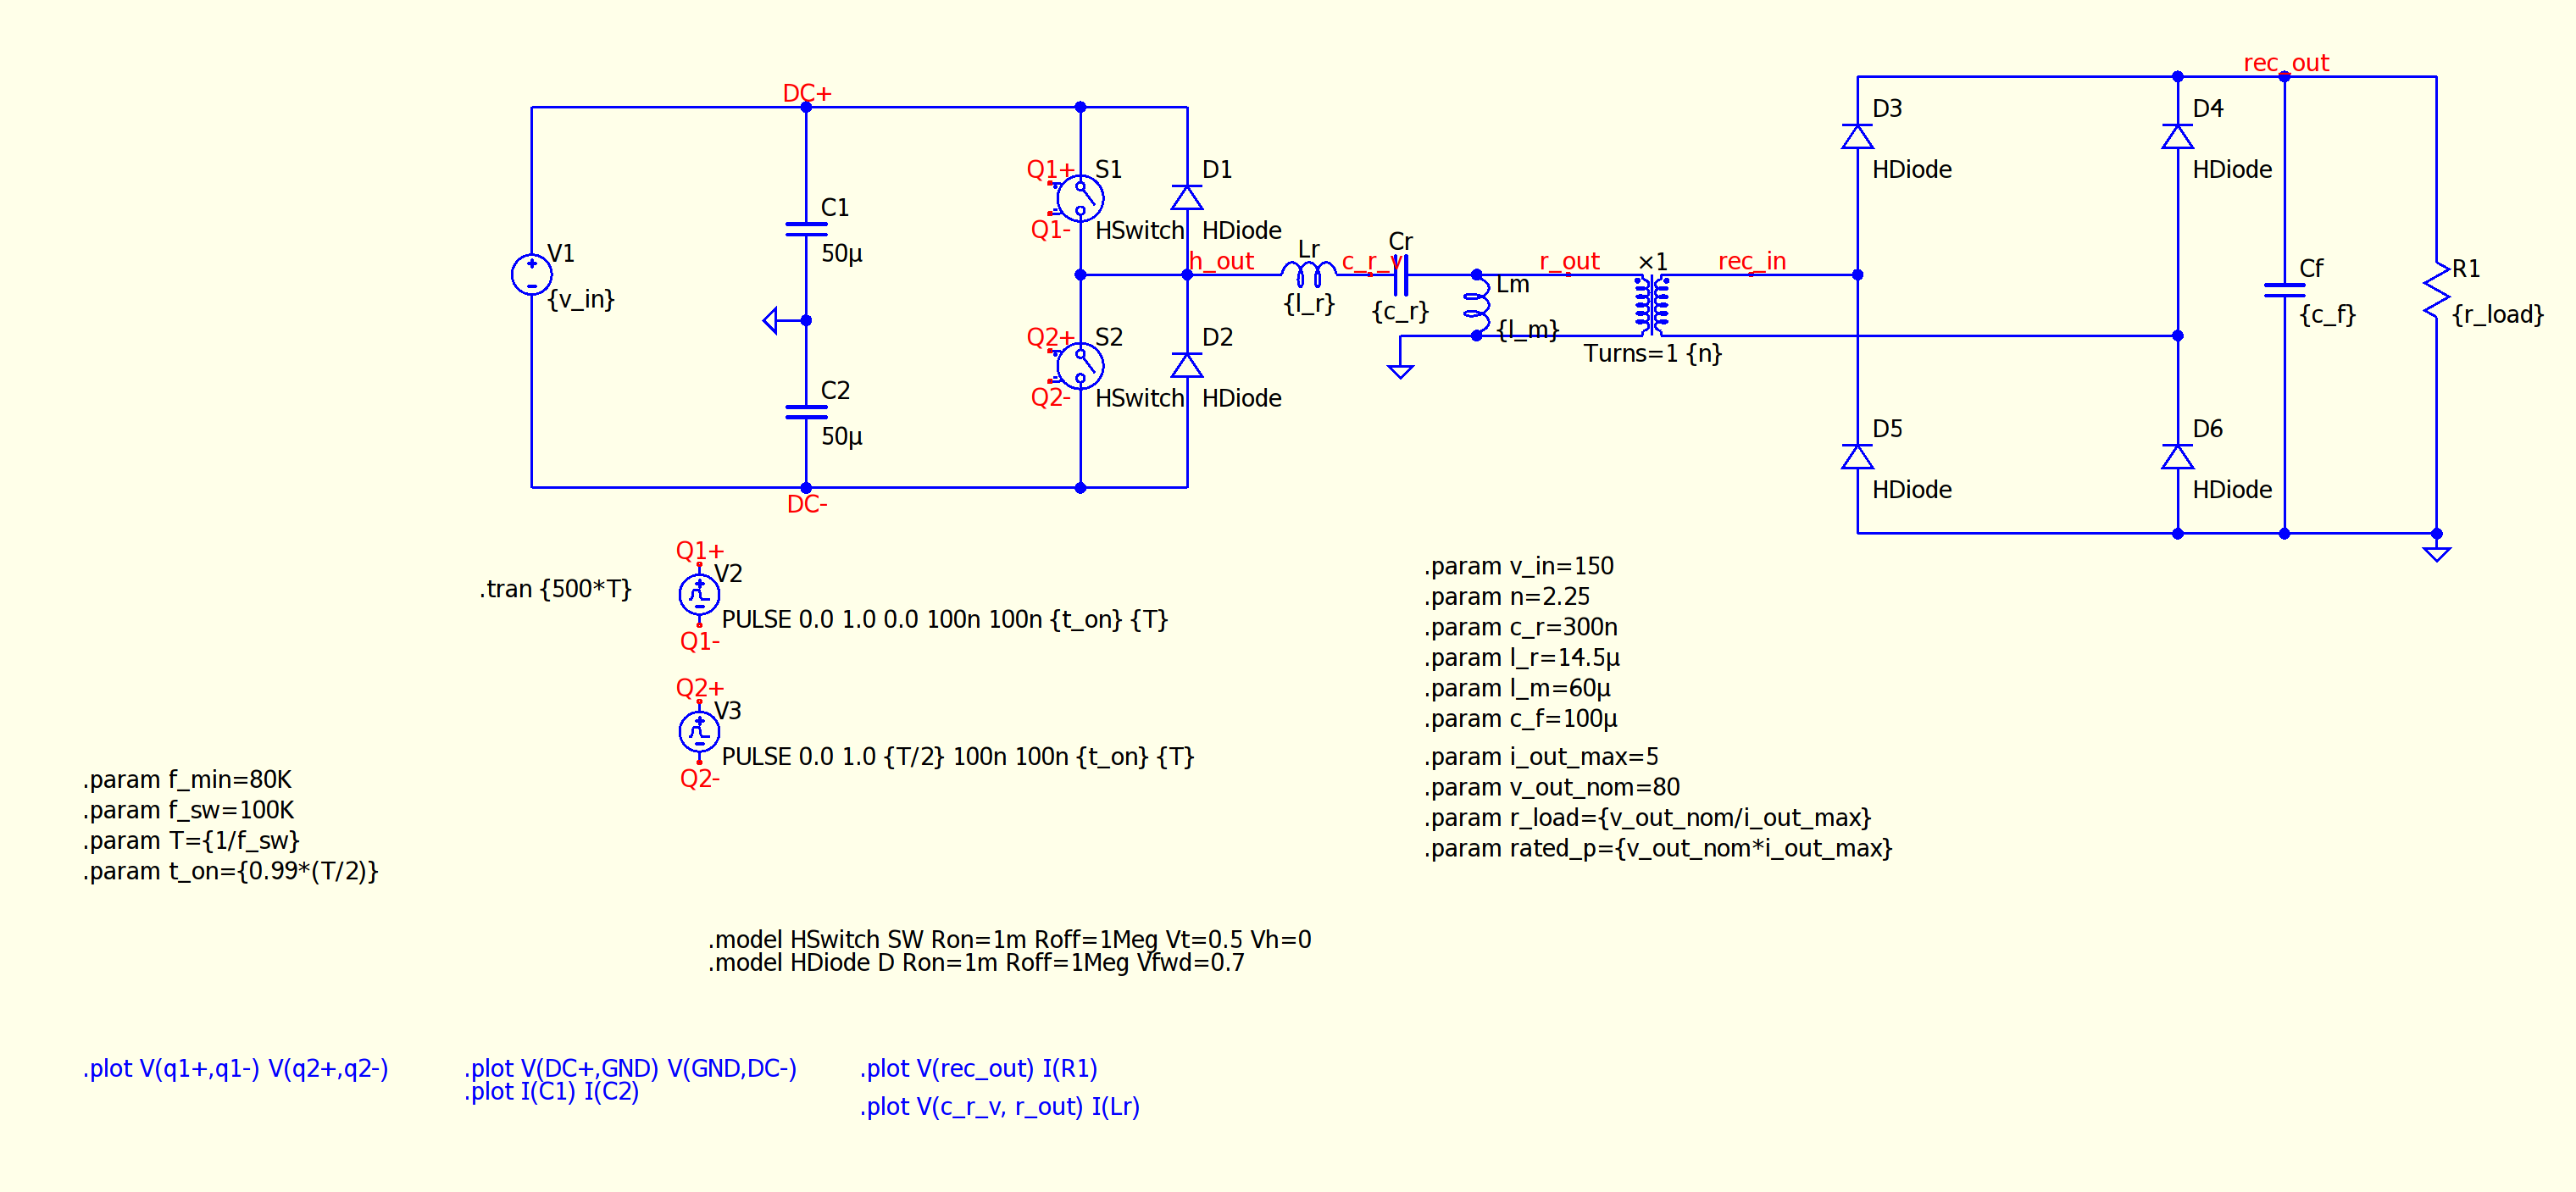 DC+
rec_out
D3
HDiode
D4
HDiode
C1
50µ
Q1+
S1
D1
Q1-
HSwitch
HDiode
V1
{v_in}
h_out
Lr
{l_r}
c_r_v
Cr
{c_r}
Lm
{l_m}
r_out
×1
Turns=1 {n}
rec_in
Cf
{c_f}
R1
{r_load}
Q2+
S2
D2
Q2-
HSwitch
HDiode
C2
50µ
D5
HDiode
D6
HDiode
DC-
.tran {500*T}
Q1+
V2
PULSE 0.0 1.0 0.0 100n 100n {t_on} {T}
Q1-
Q2+
V3
PULSE 0.0 1.0 {T/2} 100n 100n {t_on} {T}
Q2-
.param v_in=150
.param n=2.25
.param c_r=300n
.param l_r=14.5µ
.param l_m=60µ
.param c_f=100µ
.param i_out_max=5
.param v_out_nom=80
.param r_load={v_out_nom/i_out_max}
.param rated_p={v_out_nom*i_out_max}
.param f_min=80K
.param f_sw=100K
.param T={1/f_sw}
.param t_on={0.99*(T/2)}
.model HSwitch SW Ron=1m Roff=1Meg Vt=0.5 Vh=0
.model HDiode D Ron=1m Roff=1Meg Vfwd=0.7
.plot V(q1+,q1-) V(q2+,q2-)
.plot V(DC+,GND) V(GND,DC-)
.plot I(C1) I(C2)
.plot V(rec_out) I(R1)
.plot V(c_r_v, r_out) I(Lr)